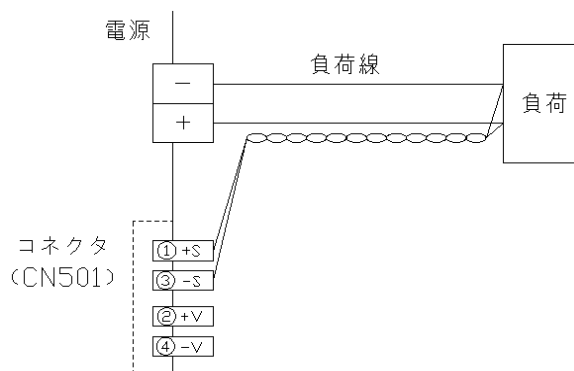 電源
負荷線
−
+
負荷
コネクタ
(CN501)
① +S
③ -S
② +V
④ -V